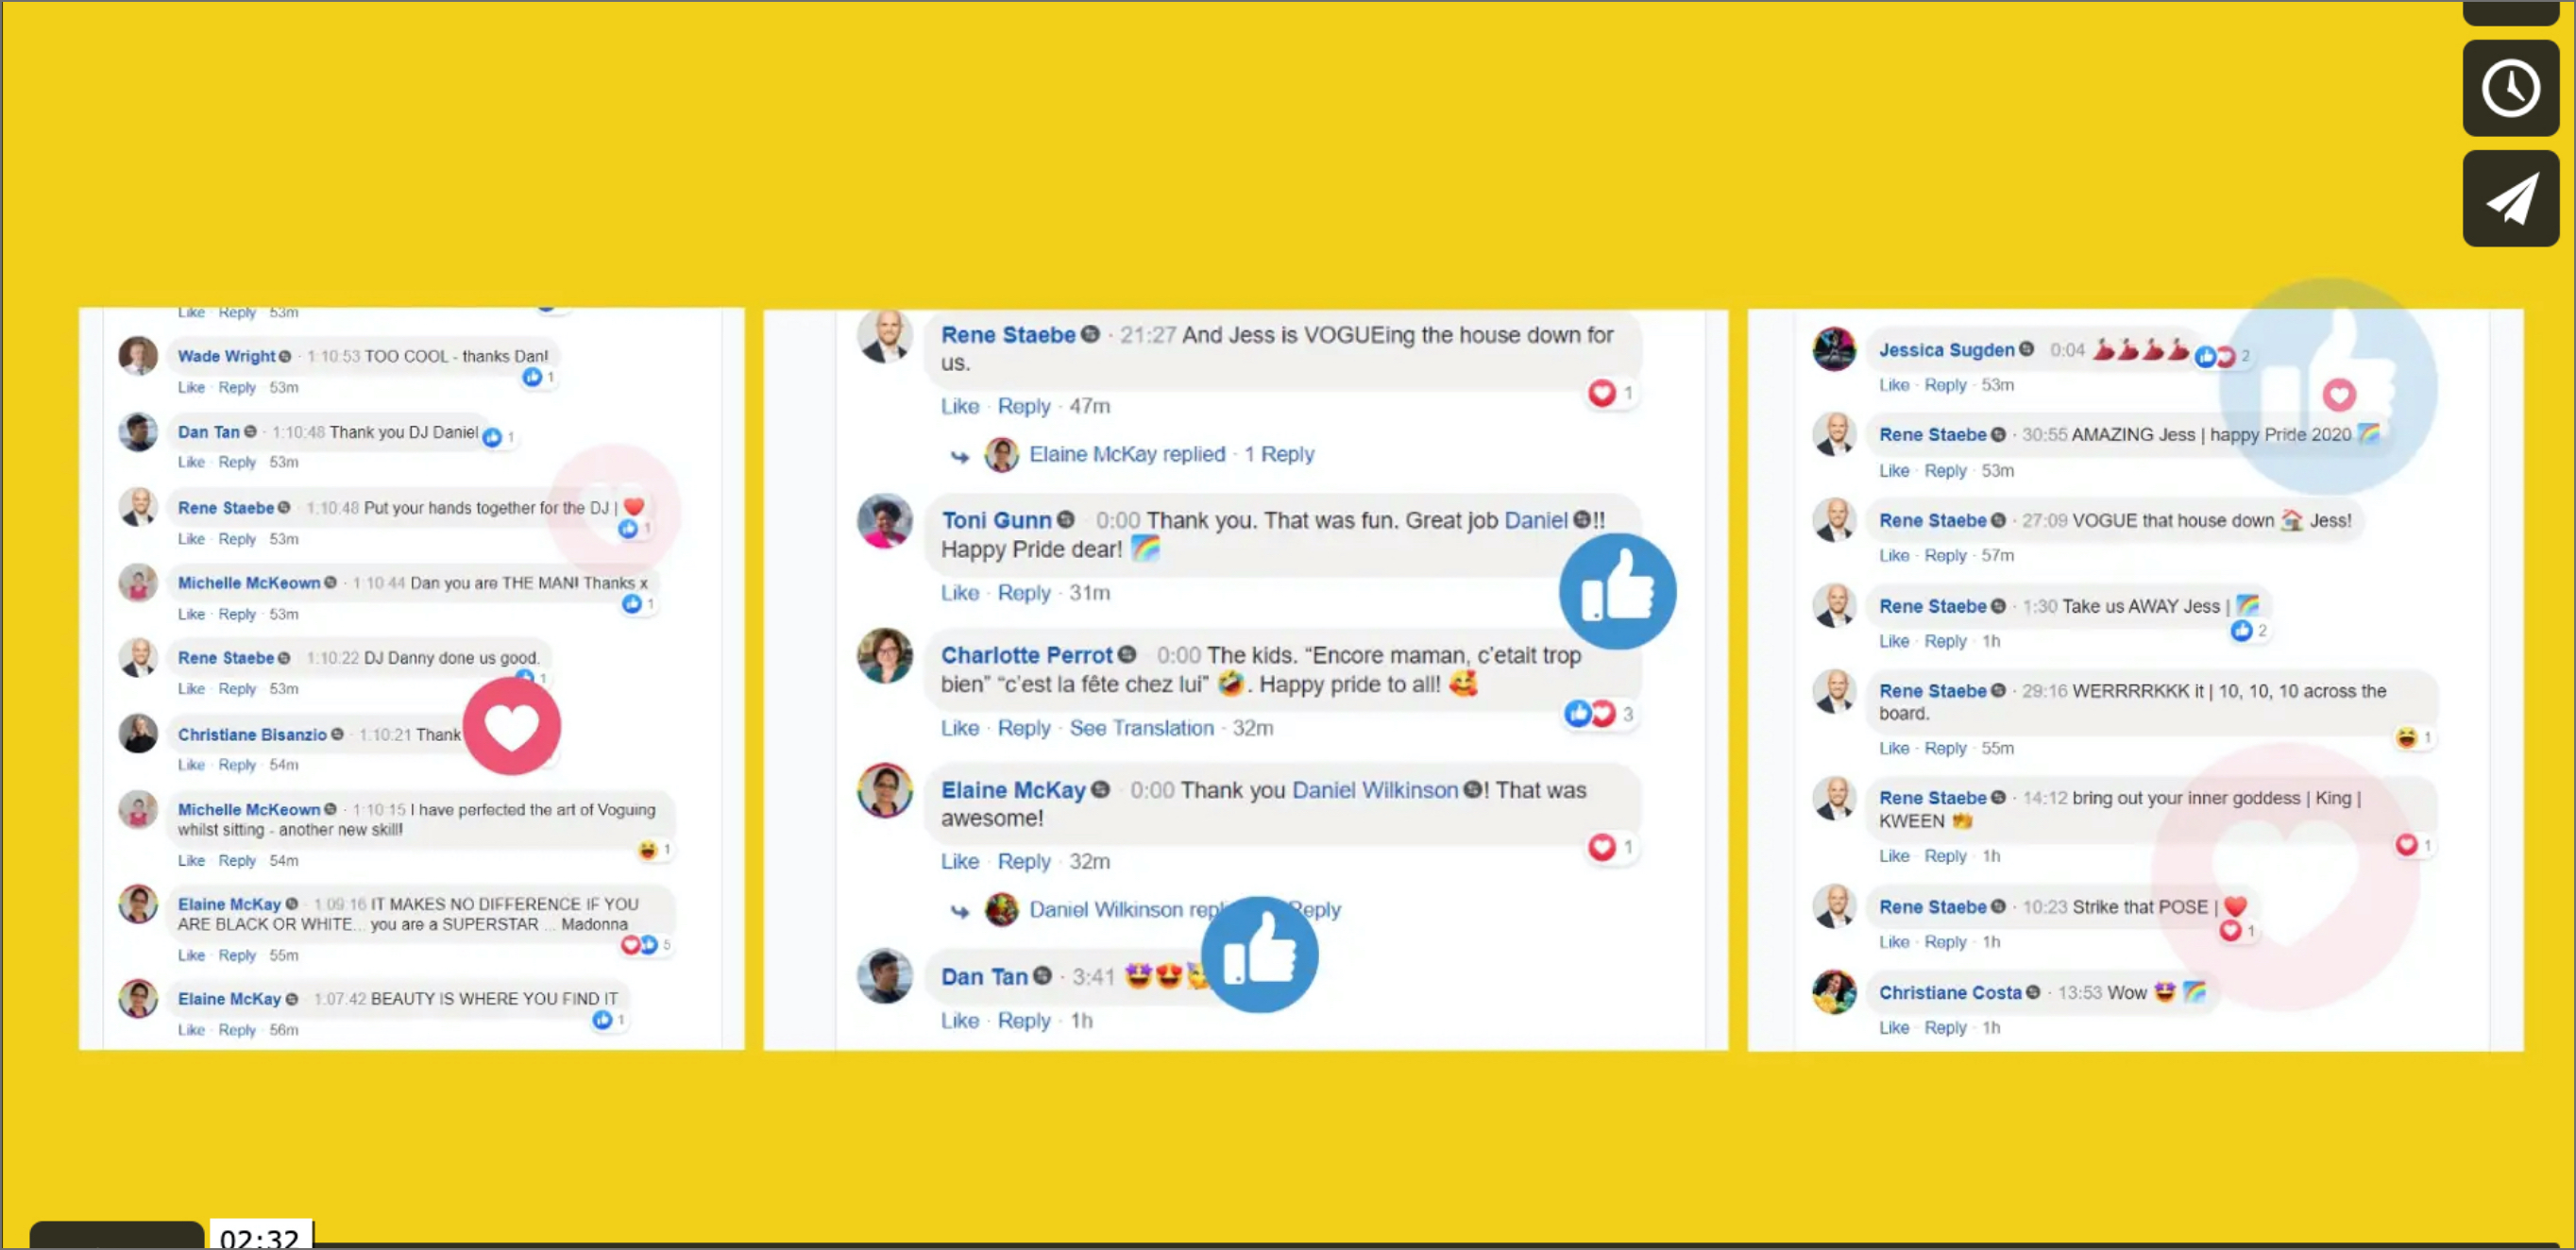 Like · Reply · 53m
Wade Wright · 1:10:53 TOO COOL - thanks Dan!
1
Like · Reply · 53m
Dan Tan · 1:10:48 Thank you DJ Daniel
1
Like · Reply · 53m
Rene Staebe · 1:10:48 Put your hands together for the DJ | ❤️
1
Like · Reply · 53m
Michelle McKeown · 1:10:44 Dan you are THE MAN! Thanks x
1
Like · Reply · 53m
Rene Staebe · 1:10:22 DJ Danny done us good.
1
Like · Reply · 53m
Christiane Bisanzio · 1:10:21 Thank
Like · Reply · 54m
Michelle McKeown · 1:10:15 I have perfected the art of Voguing
whilst sitting - another new skill!
1
Like · Reply · 54m
Elaine McKay · 1:09:16 IT MAKES NO DIFFERENCE IF YOU
ARE BLACK OR WHITE... you are a SUPERSTAR ... Madonna
5
Like · Reply · 55m
Elaine McKay · 1:07:42 BEAUTY IS WHERE YOU FIND IT
1
Like · Reply · 56m
Rene Staebe · 21:27 And Jess is VOGUEing the house down for
us.
1
Like · Reply · 47m
Elaine McKay replied · 1 Reply
Toni Gunn · 0:00 Thank you. That was fun. Great job Daniel !!
Happy Pride dear! 🌈
Like · Reply · 31m
Charlotte Perrot · 0:00 The kids. “Encore maman, c'etait trop
bien” “c'est la fête chez lui” 🤣. Happy pride to all! 🥰
3
Like · Reply · See Translation · 32m
Elaine McKay · 0:00 Thank you Daniel Wilkinson ! That was
awesome!
1
Like · Reply · 32m
Daniel Wilkinson Reply
Dan Tan · 3:41 🤩😍🥳
Like · Reply · 1h
Jessica Sugden 0:04 💃💃💃💃
2
Like · Reply · 53m
Rene Staebe · 30:55 AMAZING Jess | happy Pride 2020 🌈
Like · Reply · 53m
Rene Staebe · 27:09 VOGUE that house down 🏠 Jess!
Like · Reply · 57m
Rene Staebe · 1:30 Take us AWAY Jess | 🌈
2
Like · Reply · 1h
Rene Staebe · 29:16 WERRRRKKK it | 10, 10, 10 across the
board.
1
Like · Reply · 55m
Rene Staebe · 14:12 bring out your inner goddess | King |
KWEEN 👑
1
Like · Reply · 1h
Rene Staebe · 10:23 Strike that POSE | ❤️
1
Like · Reply · 1h
Christiane Costa · 13:53 Wow 🤩 🌈
Like · Reply · 1h
02:32